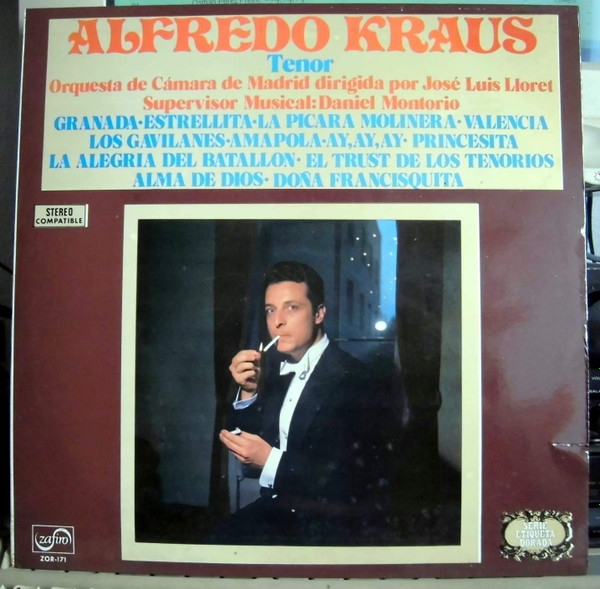 ALFREDO KRAUS
Tenor
Orquesta de Cámara de Madrid dirigida por José Luis Lloret
Supervisor Musical: Daniel Montorio
GRANADA·ESTRELLITA·LA PICARA MOLINERA·VALENCIA
LOS GAVILANES·AMAPOLA·AY,AY,AY·PRINCESITA
LA ALEGRIA DEL BATALLON·EL TRUST DE LOS TENORIOS
ALMA DE DIOS·DOÑA FRANCISQUITA
STEREO
COMPATIBLE
zafiro
ZOR-171
SERIE
ETIQUETA
DORADA